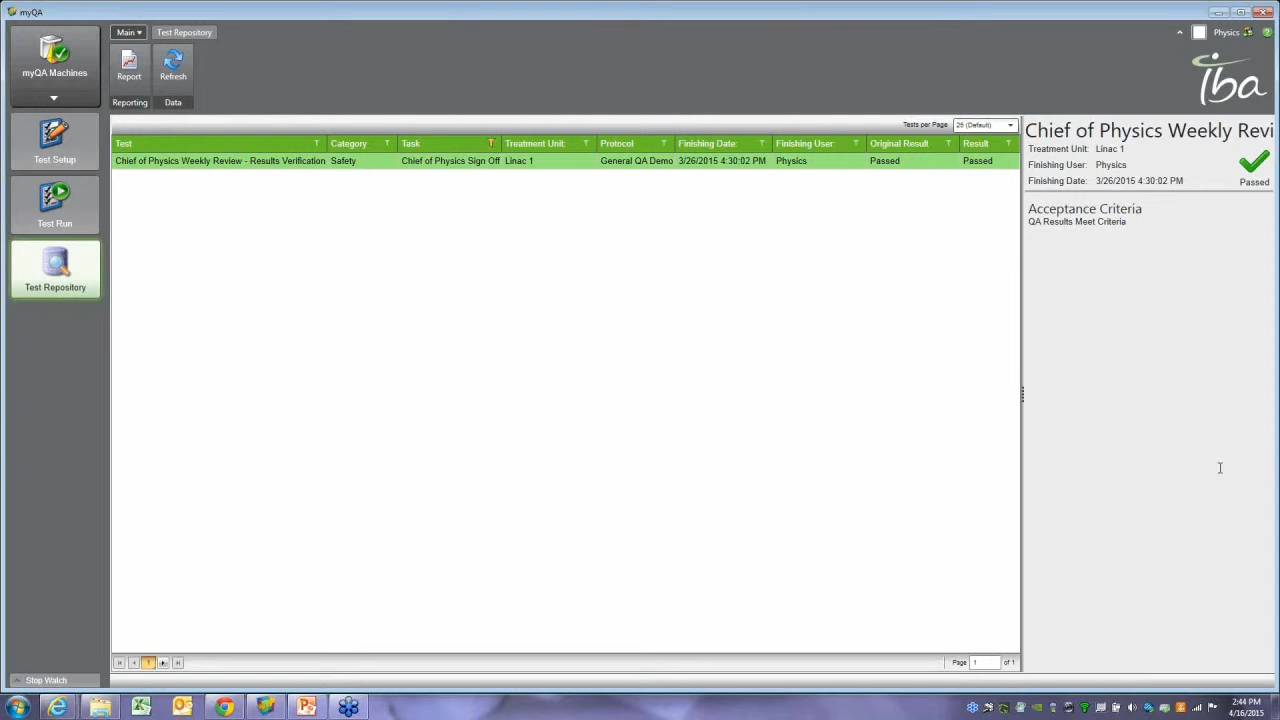 myQA
Main
Test Repository
Physics
myQA Machines
Report
Refresh
Reporting
Data
iba
Test Setup
Test Run
Test Repository
Tests per Page
25 (Default)
Test
Category
Task
Treatment Unit:
Protocol
Finishing Date:
Finishing User:
Original Result
Result
Chief of Physics Weekly Review - Results Verification
Safety
Chief of Physics Sign Off
Linac 1
General QA Demo
3/26/2015 4:30:02 PM
Physics
Passed
Passed
Chief of Physics Weekly Revi
Treatment Unit: Linac 1
Finishing User: Physics
Finishing Date: 3/26/2015 4:30:02 PM
Passed
Acceptance Criteria
QA Results Meet Criteria
1
Page 1 of 1
Stop Watch
2:44 PM
4/16/2015